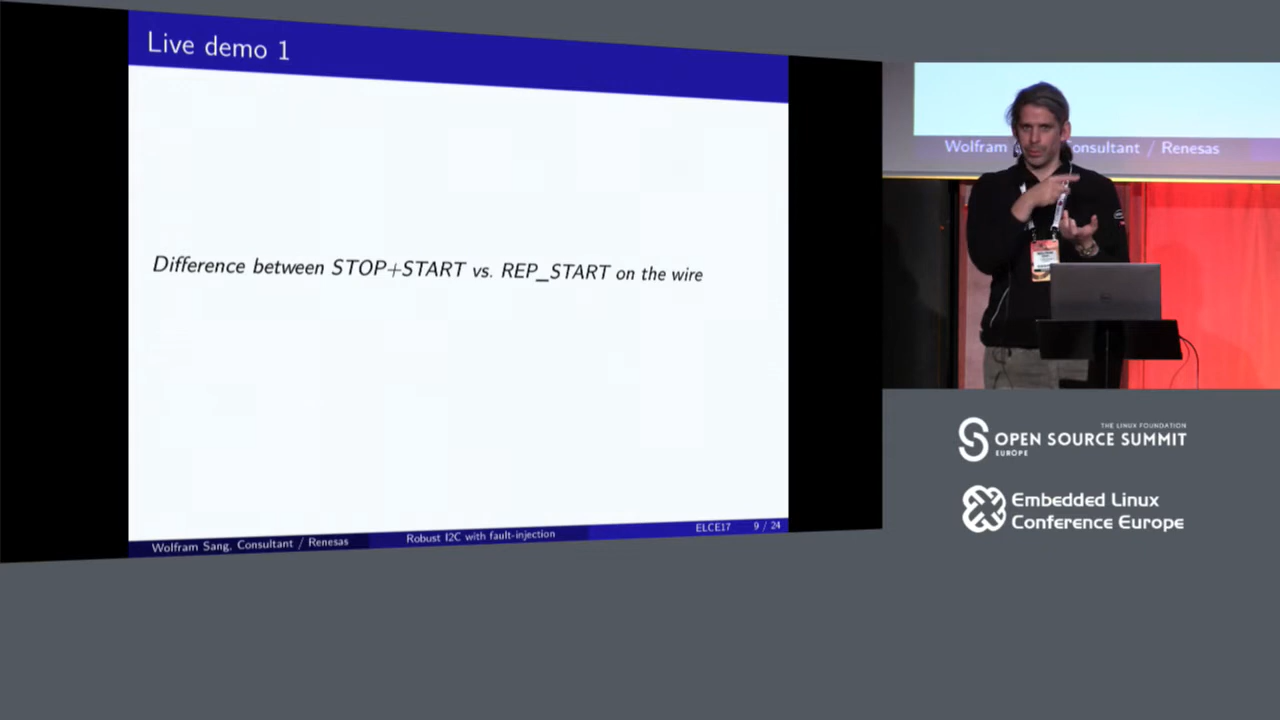 Live demo 1
Difference between STOP+START vs. REP_START on the wire
Wolfram Sang, Consultant / Renesas
Robust I2C with fault-injection
ELCE17
9 / 24
Wolfram
Consultant / Renesas
THE LINUX FOUNDATION
OPEN SOURCE SUMMIT
EUROPE
Embedded Linux
Conference Europe